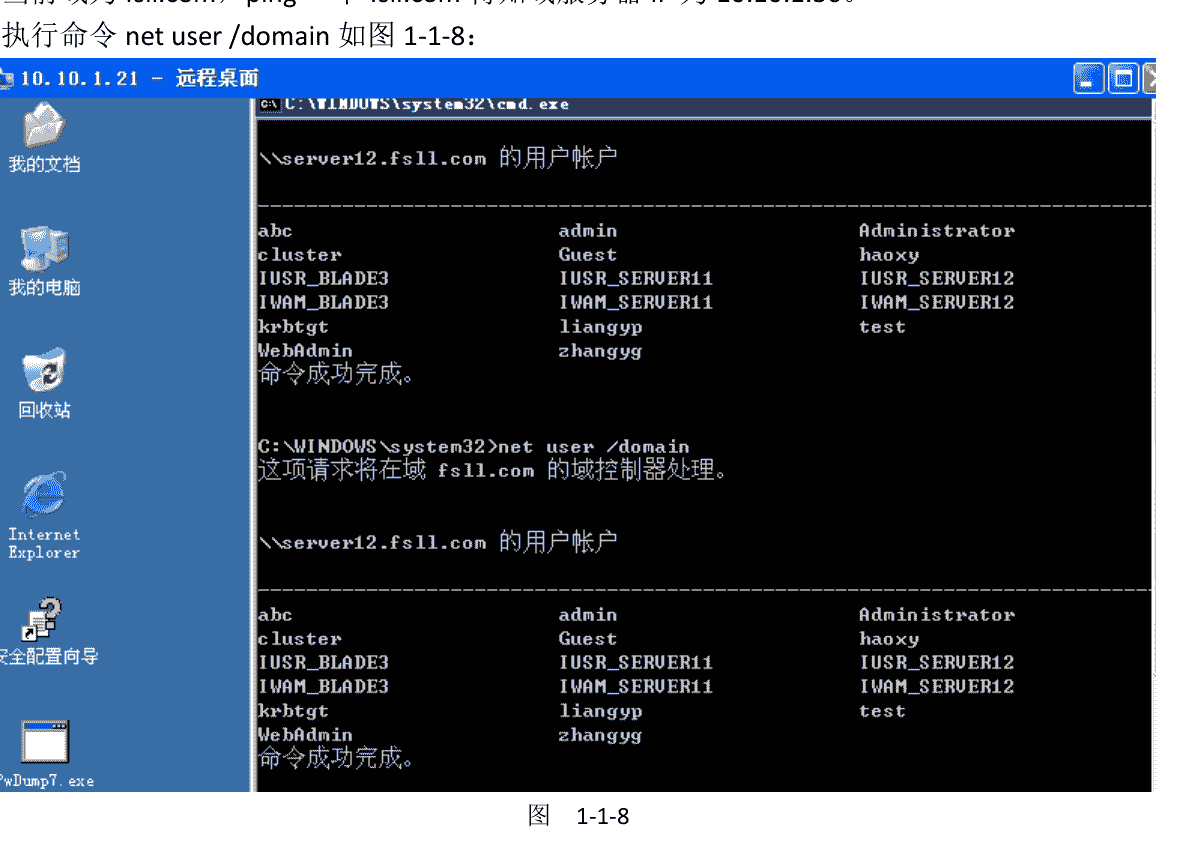 执行命令 net user /domain 如图 1-1-8：
10.10.1.21 - 远程桌面
C:\WINDOWS\system32\cmd.exe
我的文档
我的电脑
回收站
Internet
Explorer
安全配置向导
PwDump7.exe
\\server12.fsll.com 的用户帐户
-------------------------------------------------------------------------------
abc admin Administrator
cluster Guest haoxy
IUSR_BLADE3 IUSR_SERVER11 IUSR_SERVER12
IWAM_BLADE3 IWAM_SERVER11 IWAM_SERVER12
krbtgt liangyp test
WebAdmin zhangyg
命令成功完成。
C:\WINDOWS\system32>net user /domain
这项请求将在域 fsll.com 的域控制器处理。
\\server12.fsll.com 的用户帐户
-------------------------------------------------------------------------------
abc admin Administrator
cluster Guest haoxy
IUSR_BLADE3 IUSR_SERVER11 IUSR_SERVER12
IWAM_BLADE3 IWAM_SERVER11 IWAM_SERVER12
krbtgt liangyp test
WebAdmin zhangyg
命令成功完成。
图 1-1-8